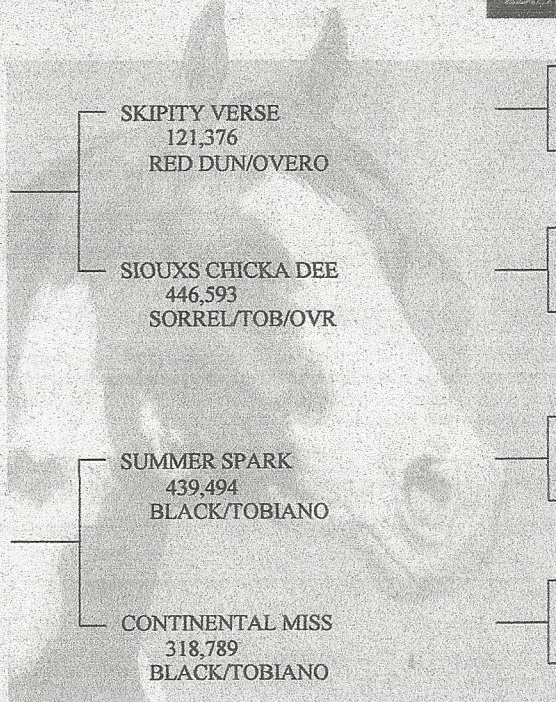 SKIPITY VERSE
121,376
RED DUN/OVERO
SIOUXS CHICKA DEE
446,593
SORREL/TOB/OVR
SUMMER SPARK
439,494
BLACK/TOBIANO
CONTINENTAL MISS
318,789
BLACK/TOBIANO